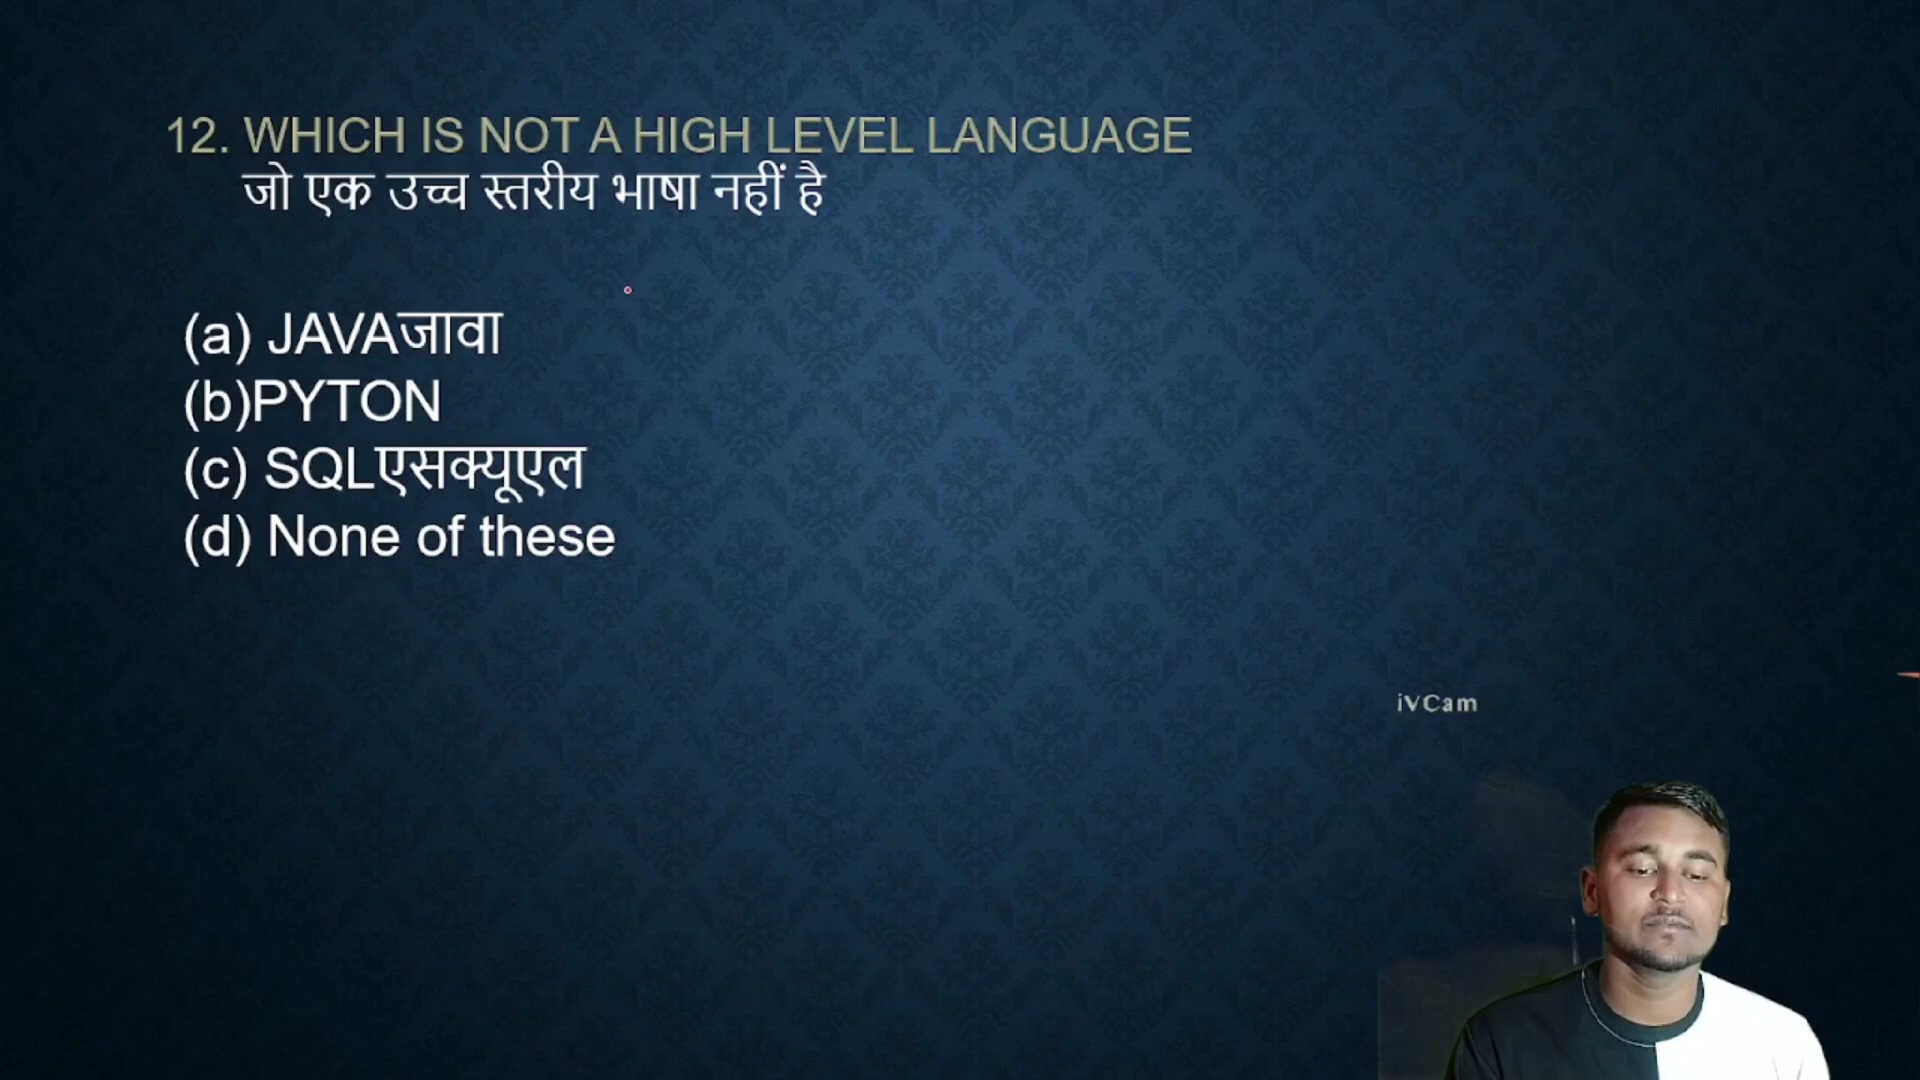 12. WHICH IS NOT A HIGH LEVEL LANGUAGE
जो एक उच्च स्तरीय भाषा नहीं है
(a) JAVAजावा
(b)PYTON
(c) SQLएसक्यूएल
(d) None of these
iVCam